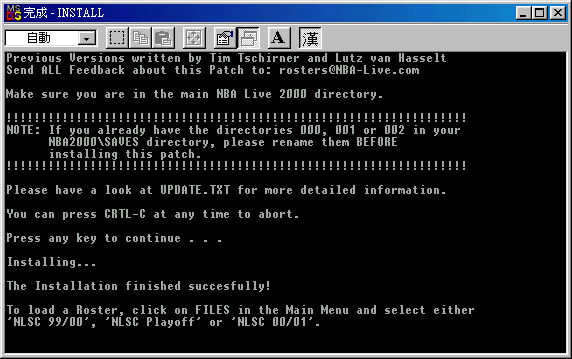 完成 - INSTALL
自動
A
漢
Previous Versions written by Tim Tschirner and Lutz van Hasselt
Send ALL Feedback about this Patch to: rosters@NBA-Live.com
Make sure you are in the main NBA Live 2000 directory.
!!!!!!!!!!!!!!!!!!!!!!!!!!!!!!!!!!!!!!!!!!!!!!!!!!!!!!!!!!!!!!!!!!
NOTE: If you already have the directories 000, 001 or 002 in your
NBA2000\SAVES directory, please rename them BEFORE
installing this patch.
!!!!!!!!!!!!!!!!!!!!!!!!!!!!!!!!!!!!!!!!!!!!!!!!!!!!!!!!!!!!!!!!!!
Please have a look at UPDATE.TXT for more detailed information.
You can press CRTL-C at any time to abort.
Press any key to continue . . .
Installing...
The Installation finished succesfully!
To load a Roster, click on FILES in the Main Menu and select either
'NLSC 99/00', 'NLSC Playoff' or 'NLSC 00/01'.